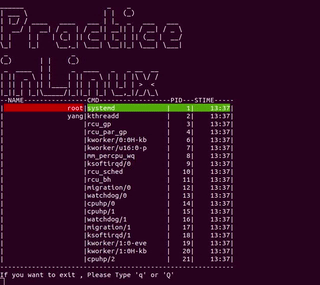 Practice
in Linux
--NAME----------------CMD------------------PID---STIME----
| root|systemd | 1| 13:37|
| yang|kthreadd | 2| 13:37|
| |rcu_gp | 3| 13:37|
| |rcu_par_gp | 4| 13:37|
| |kworker/0:0H-kb | 6| 13:37|
| |kworker/u16:0-p | 7| 13:37|
| |mm_percpu_wq | 8| 13:37|
| |ksoftirqd/0 | 9| 13:37|
| |rcu_sched | 10| 13:37|
| |rcu_bh | 11| 13:37|
| |migration/0 | 12| 13:37|
| |watchdog/0 | 13| 13:37|
| |cpuhp/0 | 14| 13:37|
| |cpuhp/1 | 15| 13:37|
| |watchdog/1 | 16| 13:37|
| |migration/1 | 17| 13:37|
| |ksoftirqd/1 | 18| 13:37|
| |kworker/1:0-eve | 19| 13:37|
| |kworker/1:0H-kb | 20| 13:37|
| |cpuhp/2 | 21| 13:37|
----------------------------------------------------------
If you want to exit , Please Type 'q' or 'Q'